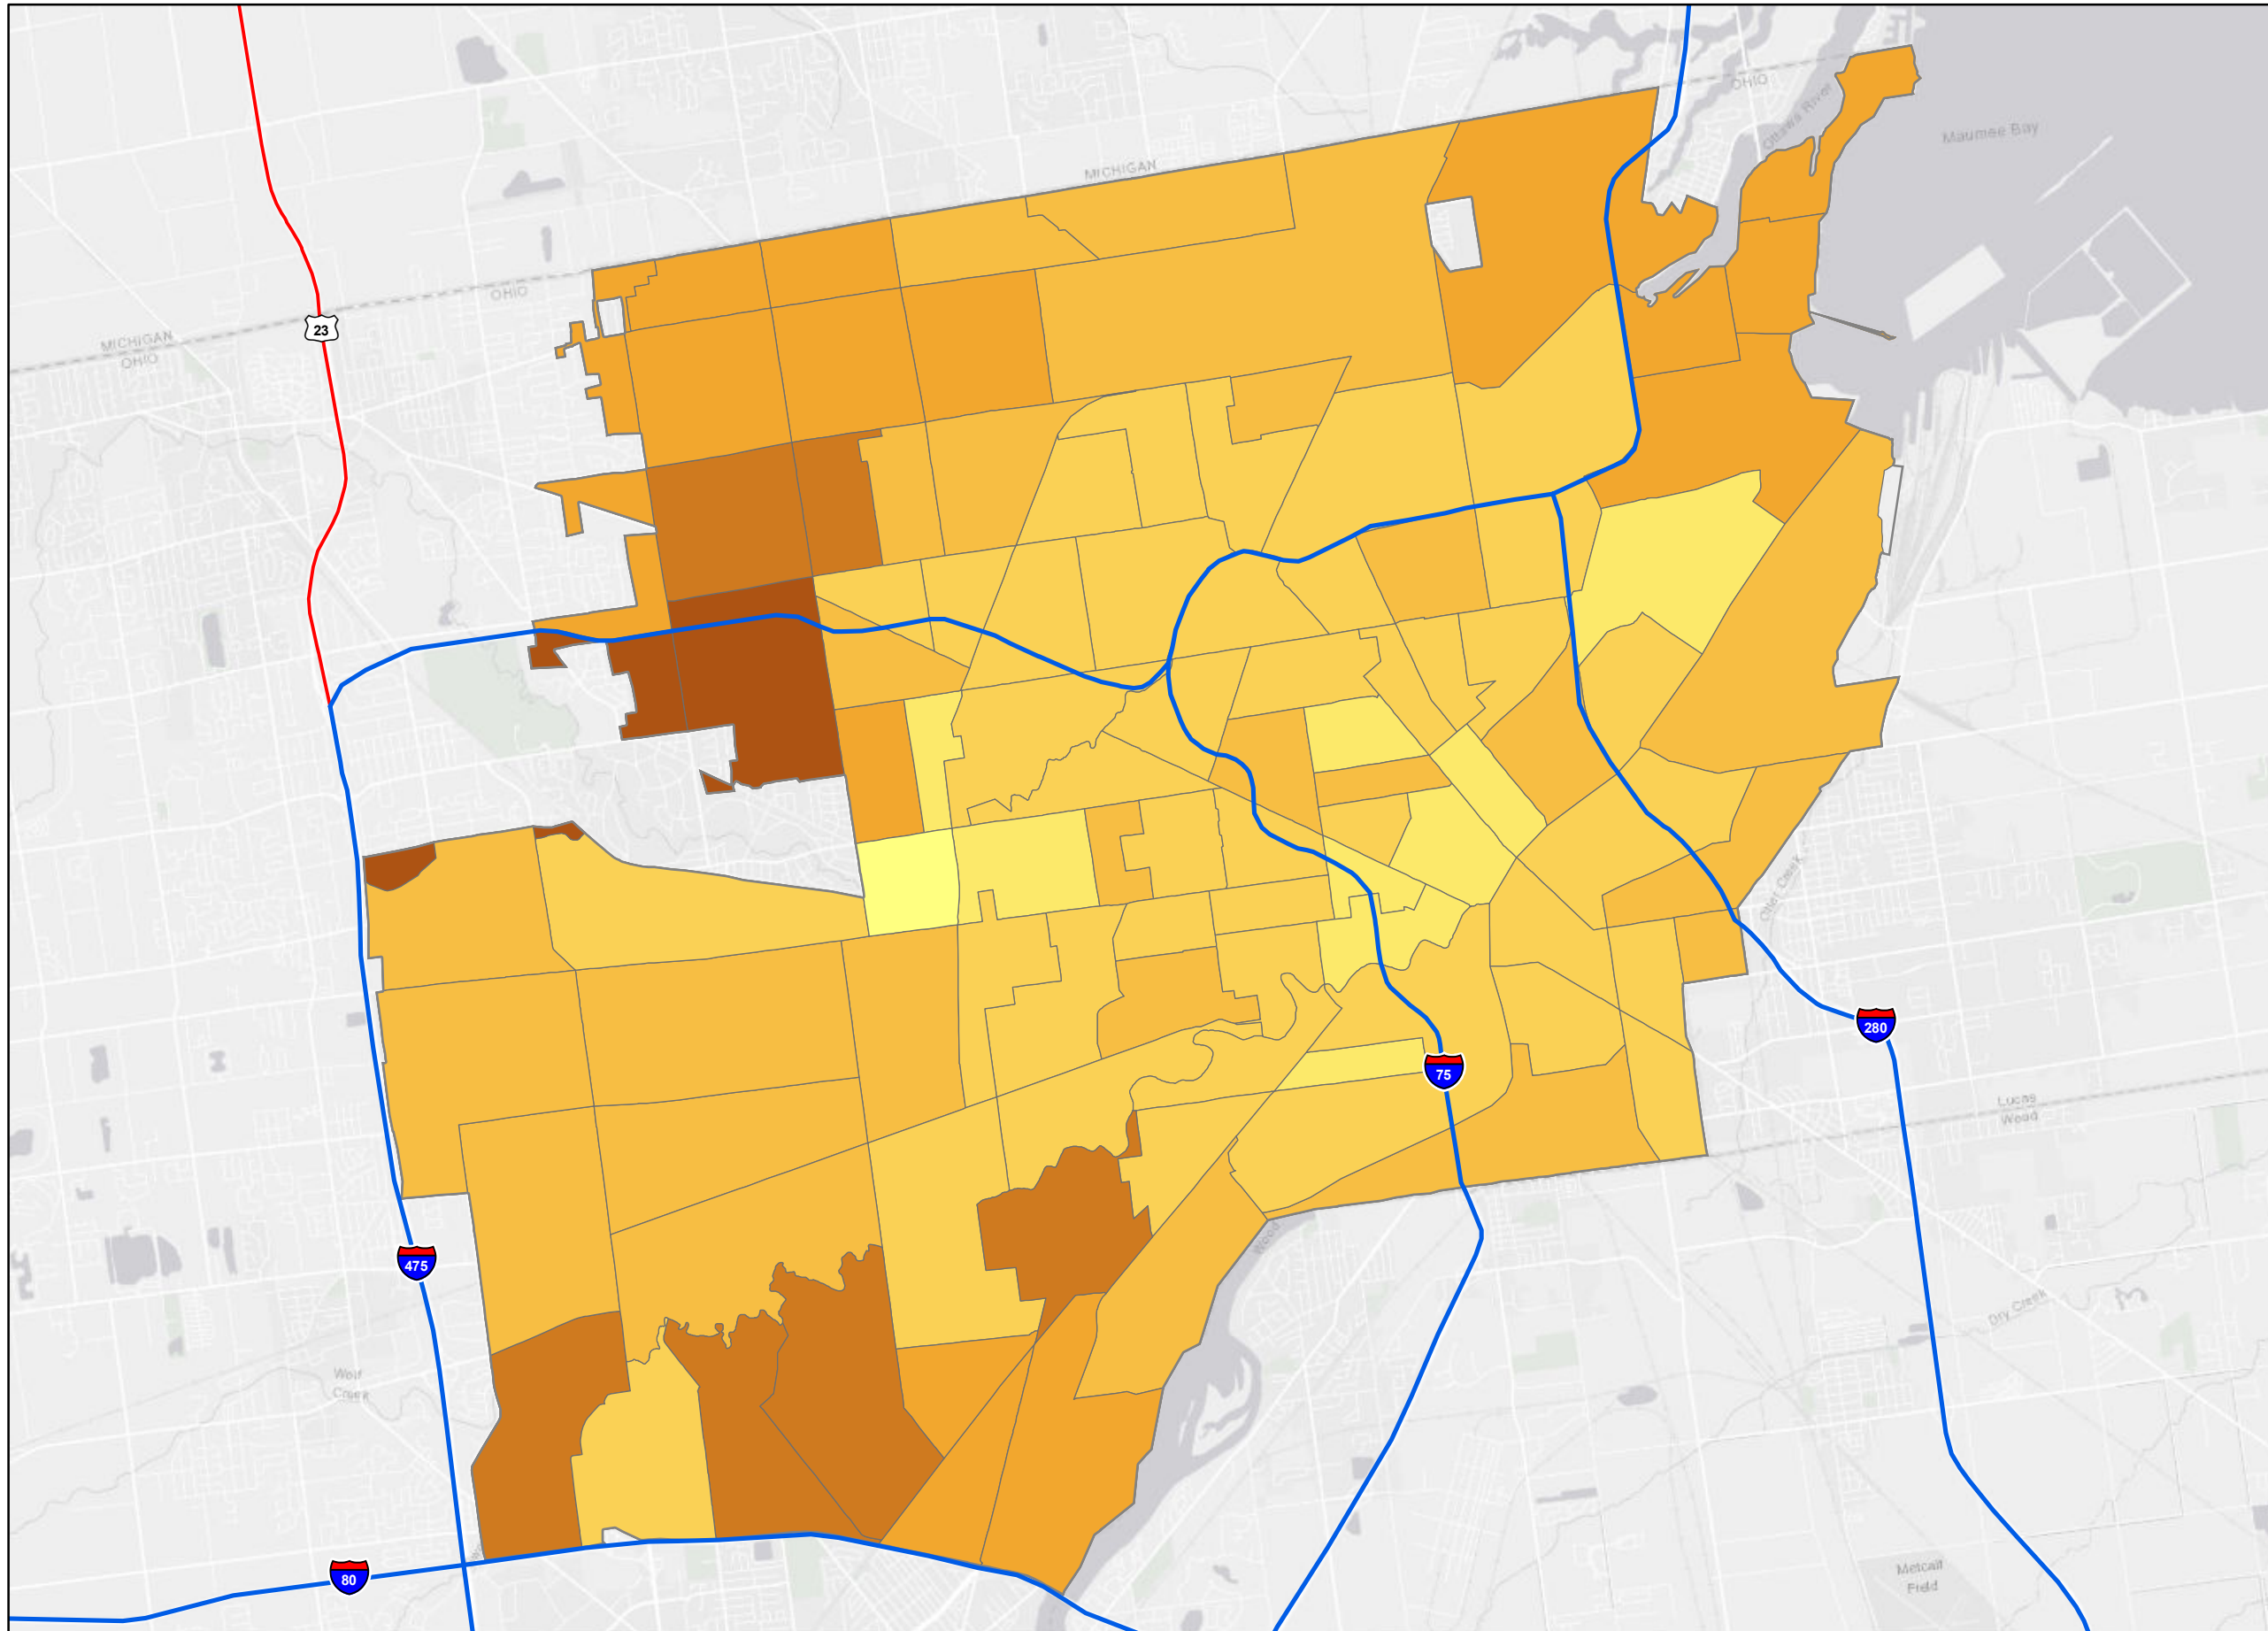 OHIO
Ottawa River
Maumee Bay
MICHIGAN
OHIO
23
MICHIGAN
OHIO
Otter Creek
280
75
Lucas
Wood
Wood
475
Dry Creek
Wolf
Creek
80
Metcalf
Field